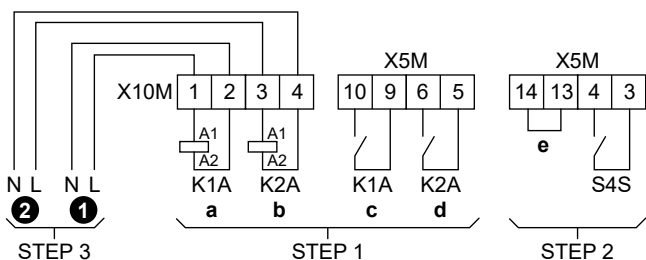 X5M X5M
X10M 1 2 3 4 10 9 6 5 14 13 4 3
A1 A1
A2 A2
e
N L N L K1A K2A K1A K2A S4S
2 1 a b c d
STEP 3 STEP 1 STEP 2